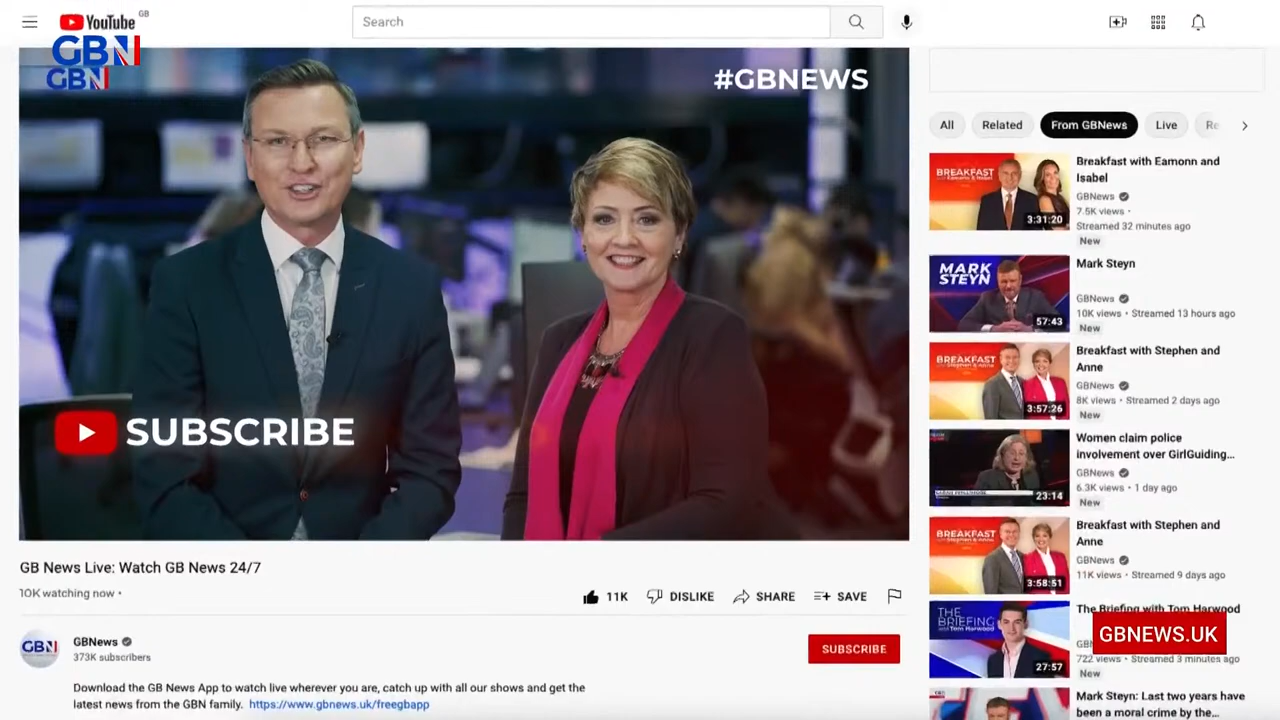 YouTube GB
Search
GBN
GBN
#GBNEWS
SUBSCRIBE
GB News Live: Watch GB News 24/7
10K watching now •
11K
DISLIKE
SHARE
SAVE
GBN
GBNews
373K subscribers
SUBSCRIBE
Download the GB News App to watch live wherever you are, catch up with all our shows and get the
latest news from the GBN family. https://www.gbnews.uk/freegbapp
All
Related
From GBNews
Live
Re
BREAKFAST
3:31:20
Breakfast with Eamonn and
Isabel
GBNews
7.5K views •
Streamed 32 minutes ago
New
MARK
STEYN
57:43
Mark Steyn
GBNews
10K views • Streamed 13 hours ago
New
BREAKFAST
3:57:26
Breakfast with Stephen and
Anne
GBNews
8K views • Streamed 2 days ago
New
23:14
Women claim police
involvement over GirlGuiding...
GBNews
6.3K views • 1 day ago
New
BREAKFAST
3:58:51
Breakfast with Stephen and
Anne
GBNews
11K views • Streamed 9 days ago
THE
BRIEFING
with Tom Harwood
27:57
The Briefing with Tom Harwood
GBNEWS.UK
722 views • Streamed 3 minutes ago
New
Mark Steyn: Last two years have
been a moral crime by the...